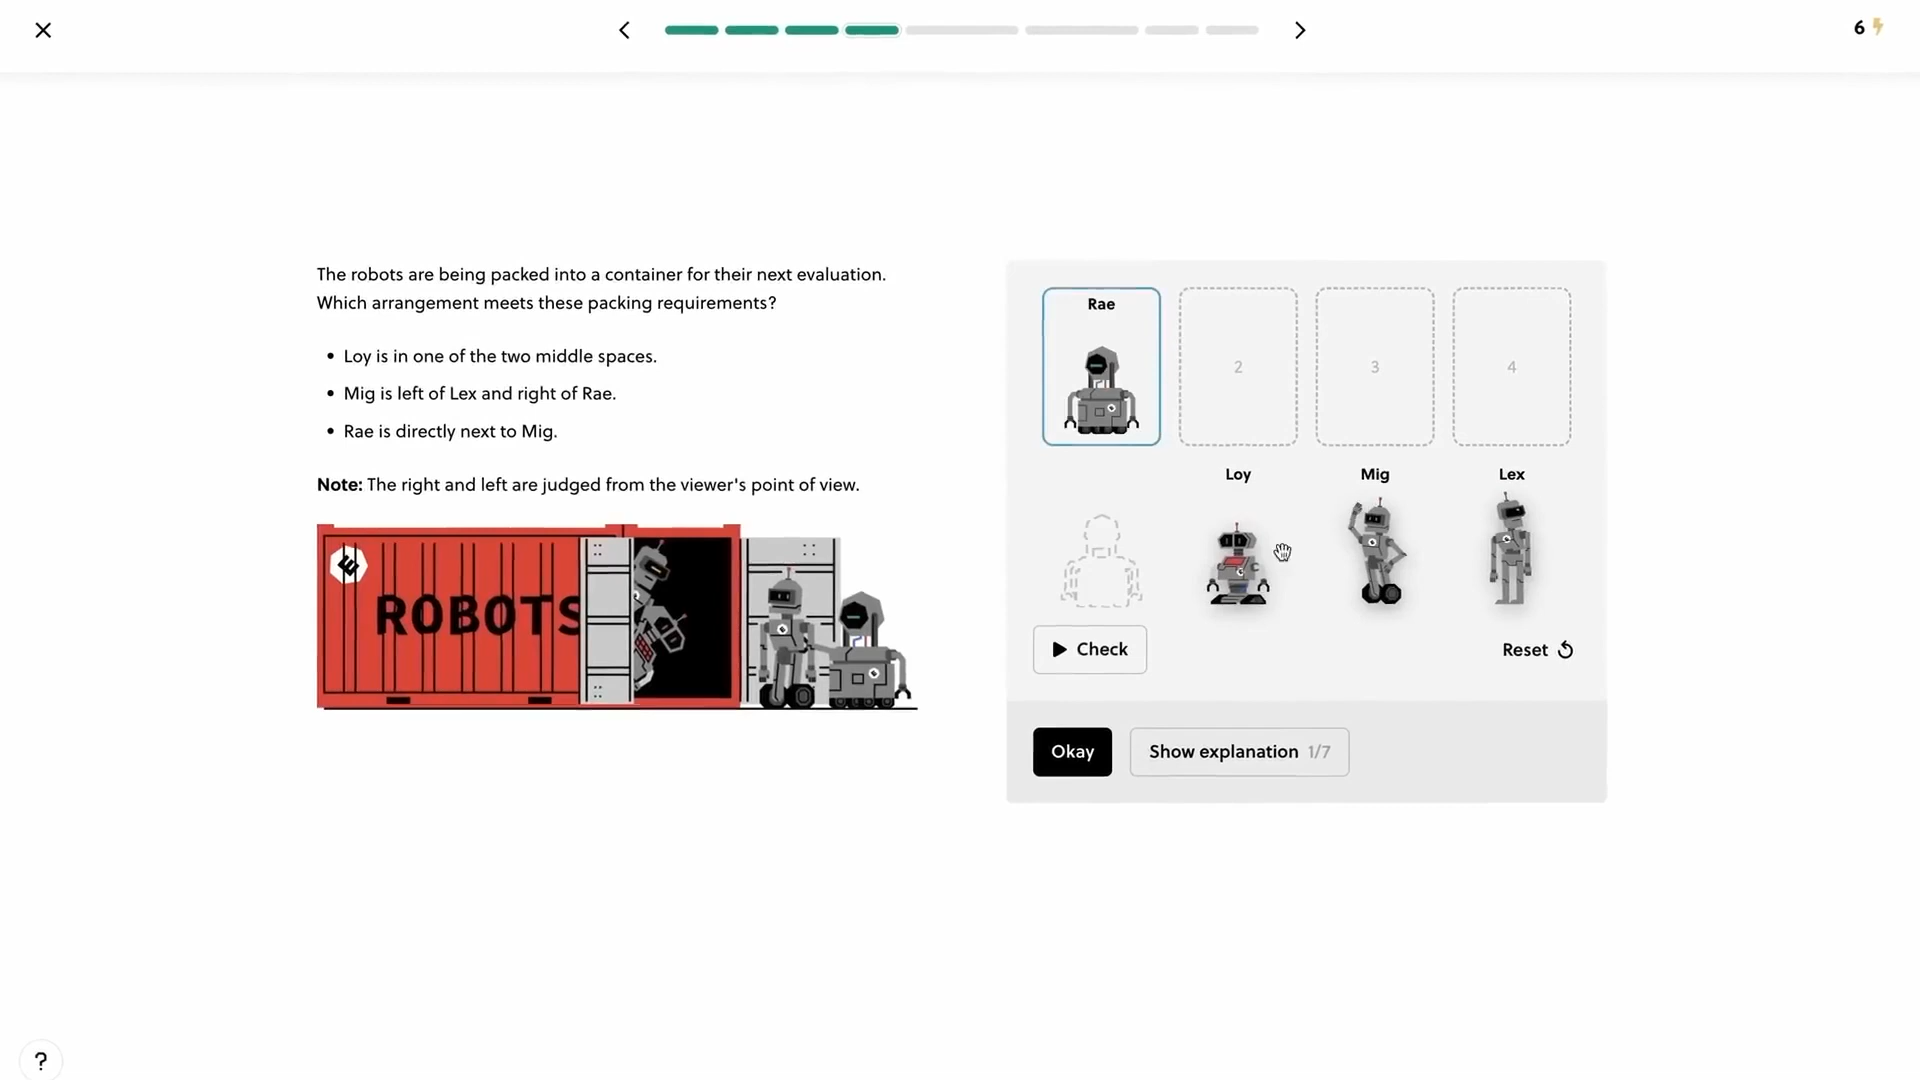 6
The robots are being packed into a container for their next evaluation.
Which arrangement meets these packing requirements?
• Loy is in one of the two middle spaces.
• Mig is left of Lex and right of Rae.
• Rae is directly next to Mig.
Note: The right and left are judged from the viewer's point of view.
ROBOTS
Rae
2
3
4
Loy
Mig
Lex
Check
Reset
Okay
Show explanation 1/7
?